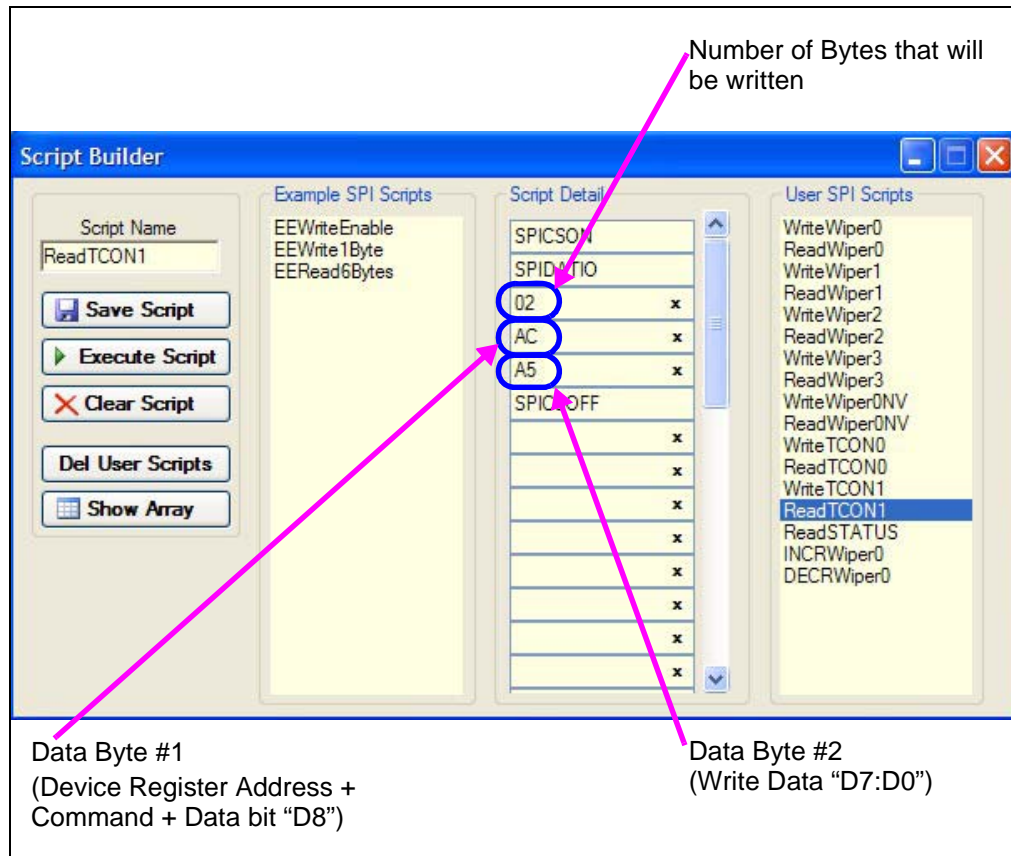 Number of Bytes that will
be written
Script Builder
Script Name
ReadTCON1
Save Script
Execute Script
Clear Script
Del User Scripts
Show Array
Example SPI Scripts
EEWriteEnable
EEWrite1Byte
EERead6Bytes
Script Detail
SPICSON
SPIDATIO
02 x
AC x
A5 x
SPICSOFF
x
x
x
x
x
x
x
x
User SPI Scripts
WriteWiper0
ReadWiper0
WriteWiper1
ReadWiper1
WriteWiper2
ReadWiper2
WriteWiper3
ReadWiper3
WriteWiper0NV
ReadWiper0NV
WriteTCON0
ReadTCON0
WriteTCON1
ReadTCON1
ReadSTATUS
INCRWiper0
DECRWiper0
Data Byte #1
(Device Register Address +
Command + Data bit “D8”)
Data Byte #2
(Write Data “D7:D0”)